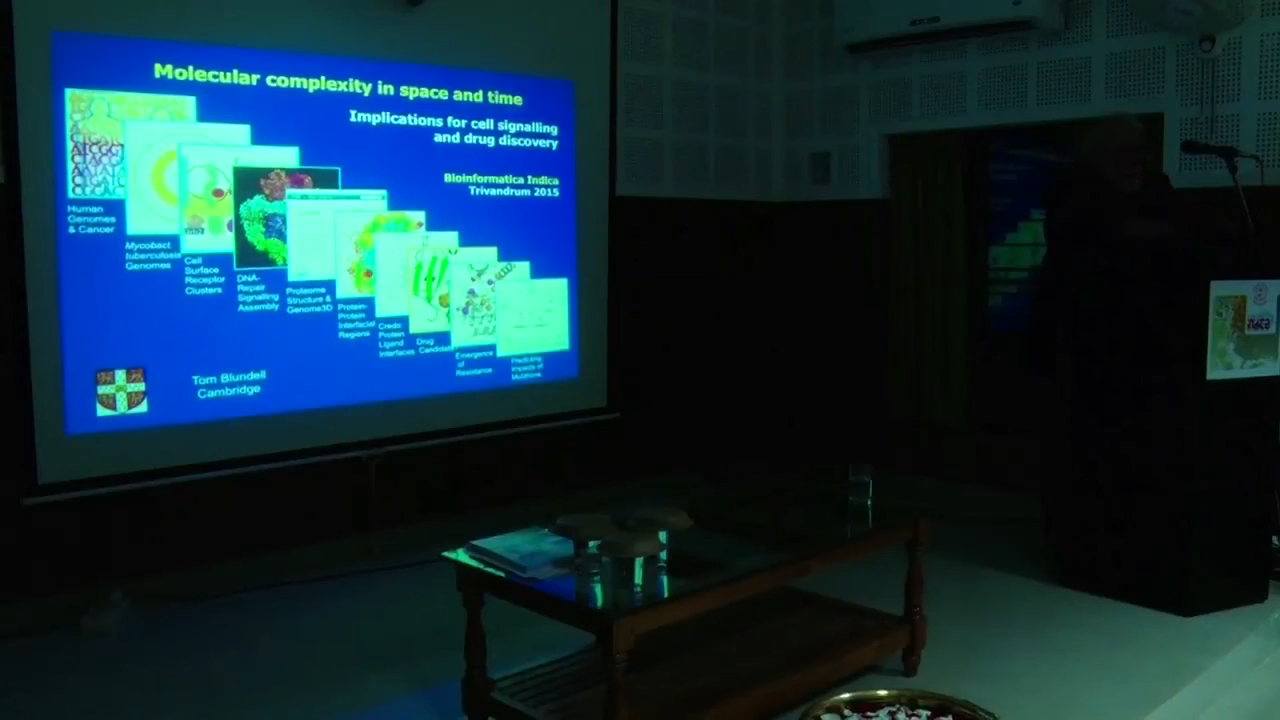 Molecular complexity in space and time
Implications for cell signalling
and drug discovery
Bioinformatica Indica
Trivandrum 2015
Human
Genomes
& Cancer
Mycobact
tuberculosis
Genomes
Cell
Surface
Receptor
Clusters
DNA-
Repair
Signalling
Assembly
Proteome
Structure &
Genome3D
Protein-
Protein
Interfacial
Regions
Credo
Protein
Ligand
Interfaces
Drug
Emergence
of
Resistance
Predicting
Impacts of
Mutations
Tom Blundell
Cambridge